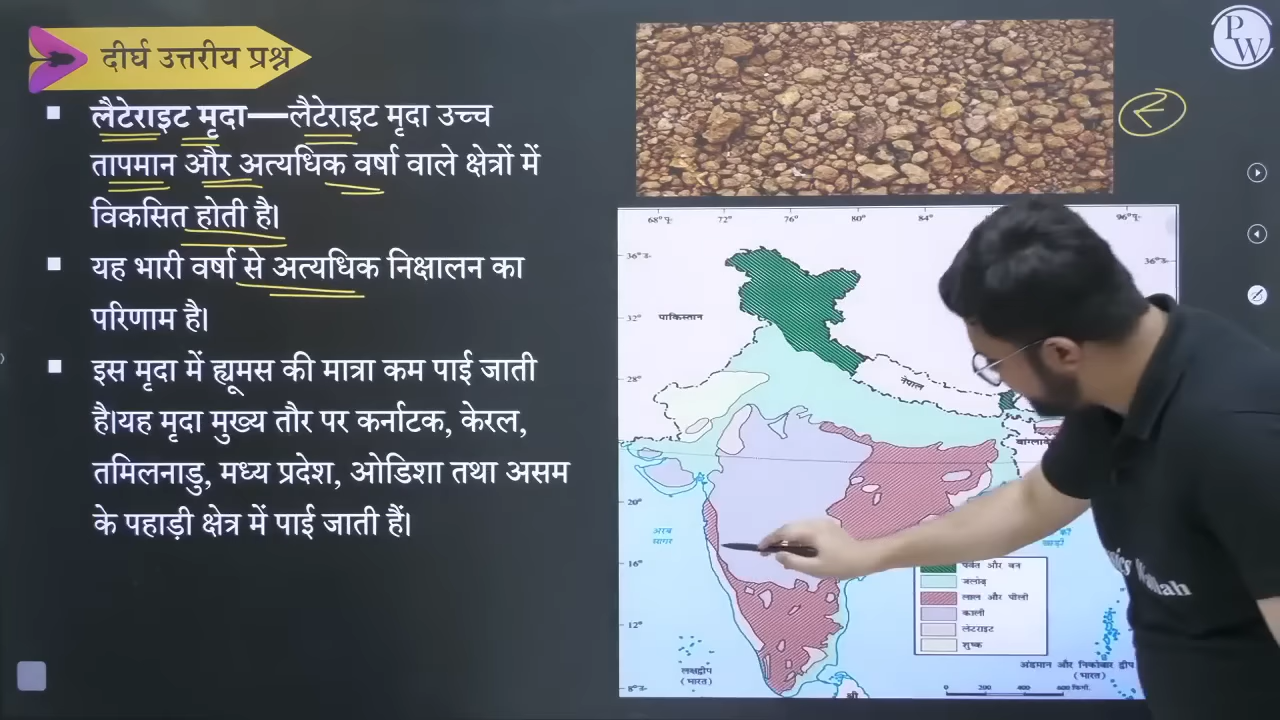 दीर्घ उत्तरीय प्रश्न
PW
लैटेराइट मृदा—लैटेराइट मृदा उच्च
तापमान और अत्यधिक वर्षा वाले क्षेत्रों में
विकसित होती है।
यह भारी वर्षा से अत्यधिक निक्षालन का
परिणाम है।
इस मृदा में ह्यूमस की मात्रा कम पाई जाती
है।यह मृदा मुख्य तौर पर कर्नाटक, केरल,
तमिलनाडु, मध्य प्रदेश, ओडिशा तथा असम
के पहाड़ी क्षेत्र में पाई जाती हैं।
68° पू. 72° 76° 80° 84° 96° पू.
36° उ. 36° उ.
32° पाकिस्तान
28° नेपाल
20°
अरब
सागर
16°
12°
8° उ.
पर्वत और वन
जलोढ़
लाल और पीली
काली
लेटराइट
शुष्क
लक्षद्वीप
(भारत)
अंडमान और निकोबार द्वीप
(भारत)
श्री
0 200 400 600 किमी.